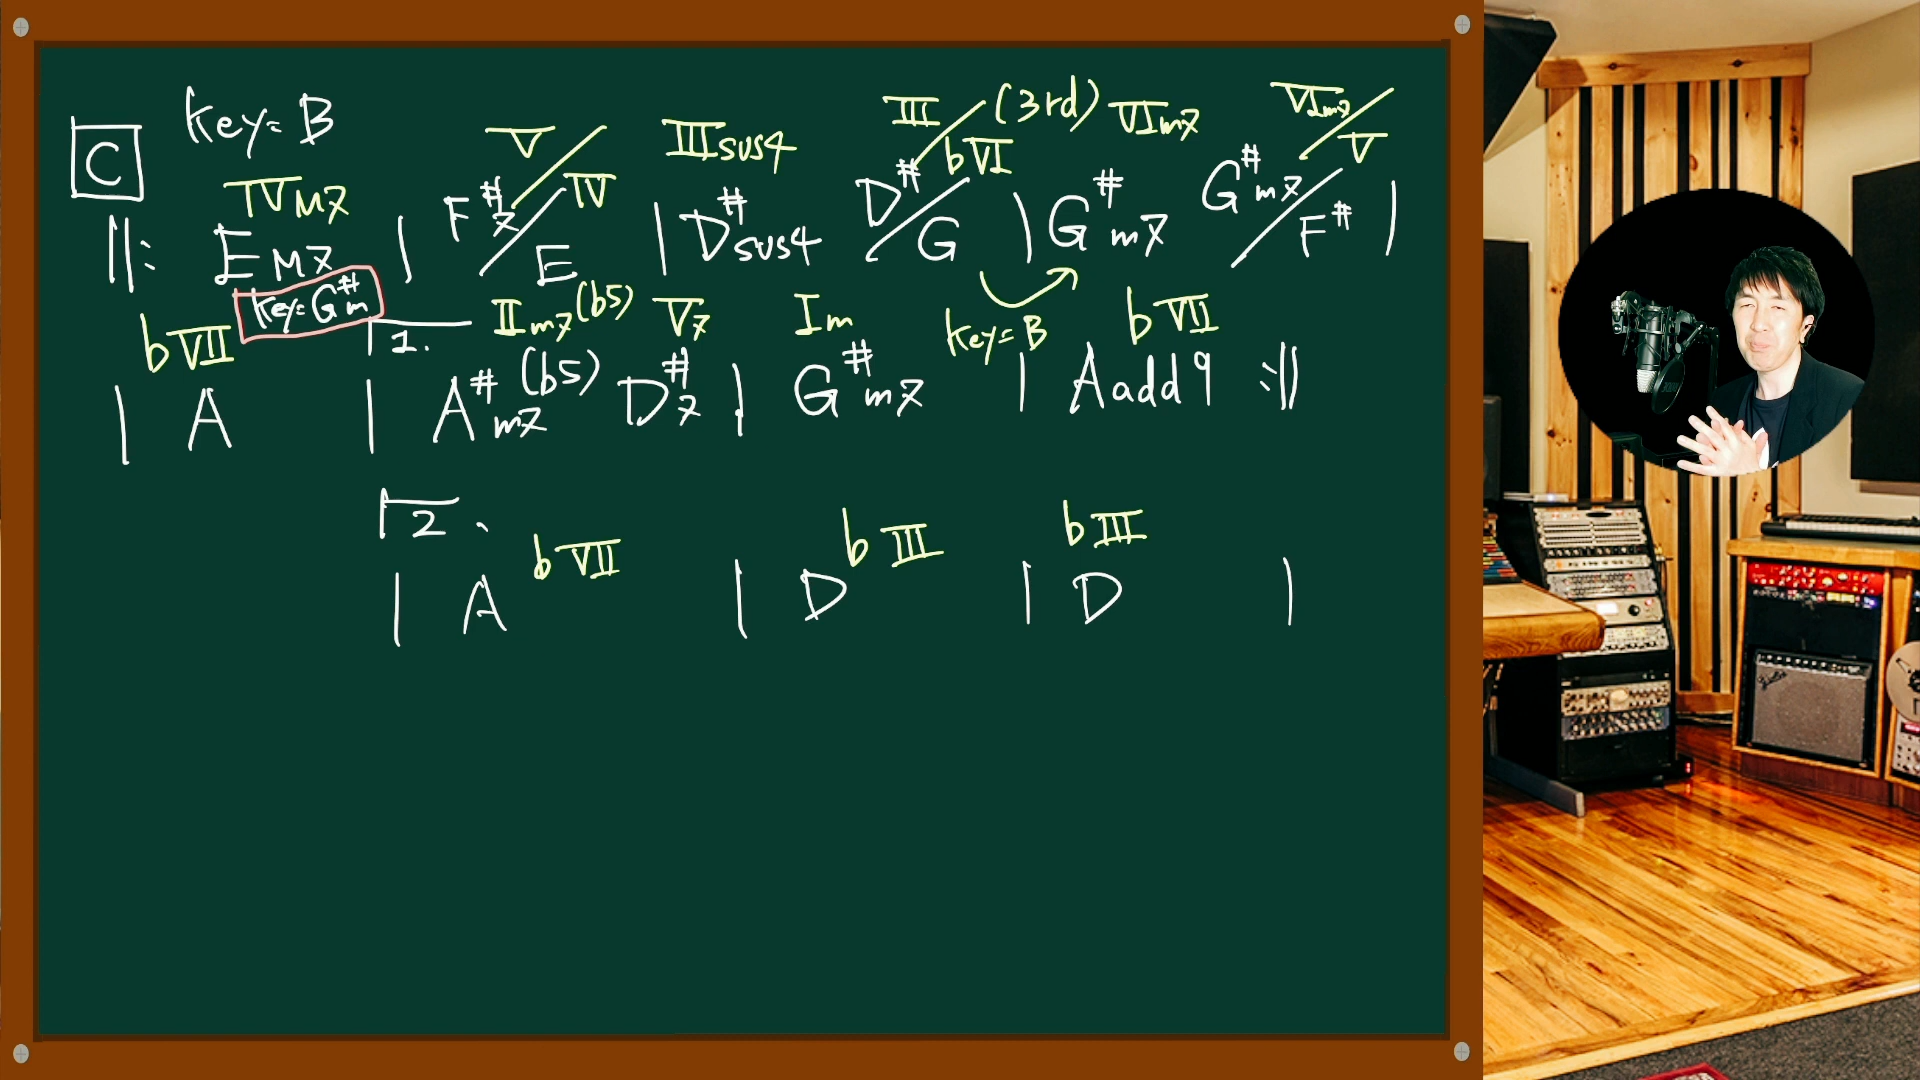 C key=B
IVM7 V/IV IIIsus4 III/bVI (3rd) VIm7 VIm7/V
||: EM7 | F#7/E | D#sus4 D#/G | G#m7 G#m7/F# |
bVII key=G#m 1. IIm7(b5) V7 Im key=B bVII
| A | A#m7(b5) D#7 | G#m7 | Aadd9 :||
2.
bVII bIII bIII
| A | D | D |
Fender